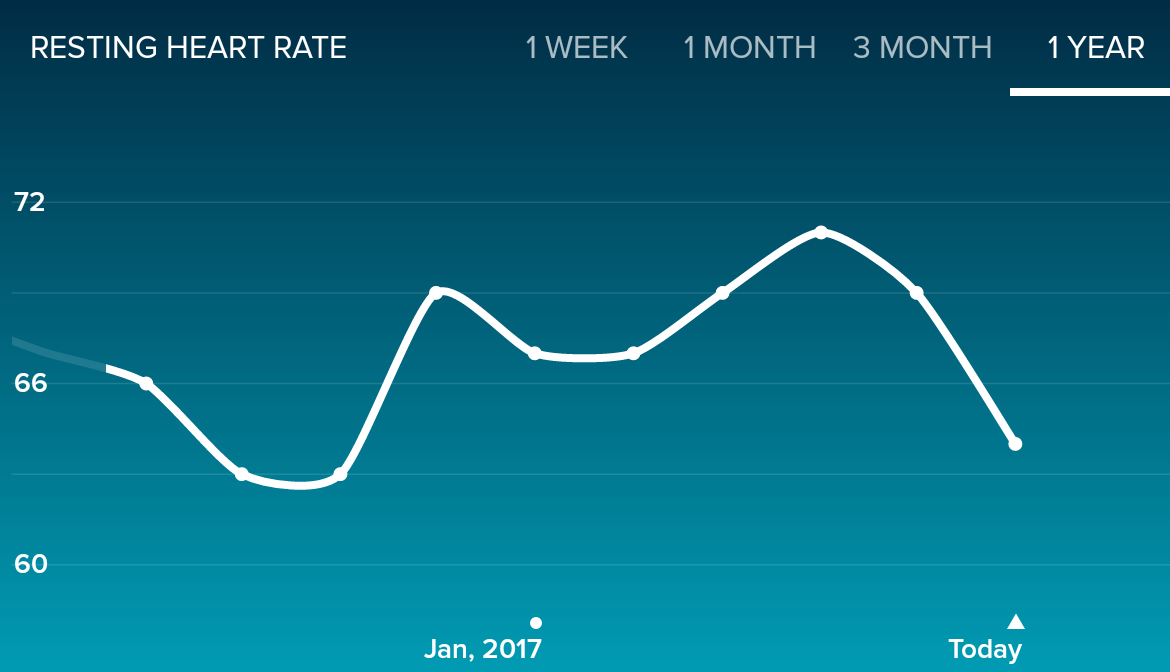 RESTING HEART RATE 1 WEEK 1 MONTH 3 MONTH 1 YEAR
72
66
60
Jan, 2017 Today